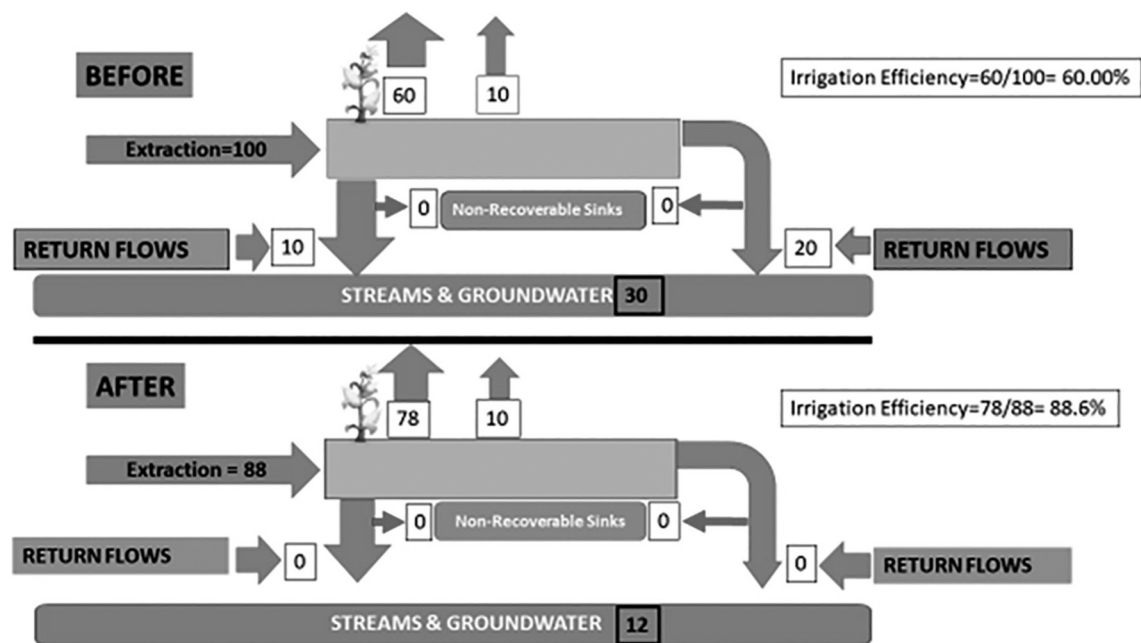 BEFORE
60
10
Irrigation Efficiency=60/100= 60.00%
Extraction=100
0
Non-Recoverable Sinks
0
RETURN FLOWS
10
20
RETURN FLOWS
STREAMS & GROUNDWATER 30
AFTER
78
10
Irrigation Efficiency=78/88= 88.6%
Extraction = 88
0
Non-Recoverable Sinks
0
RETURN FLOWS
0
0
RETURN FLOWS
STREAMS & GROUNDWATER 12